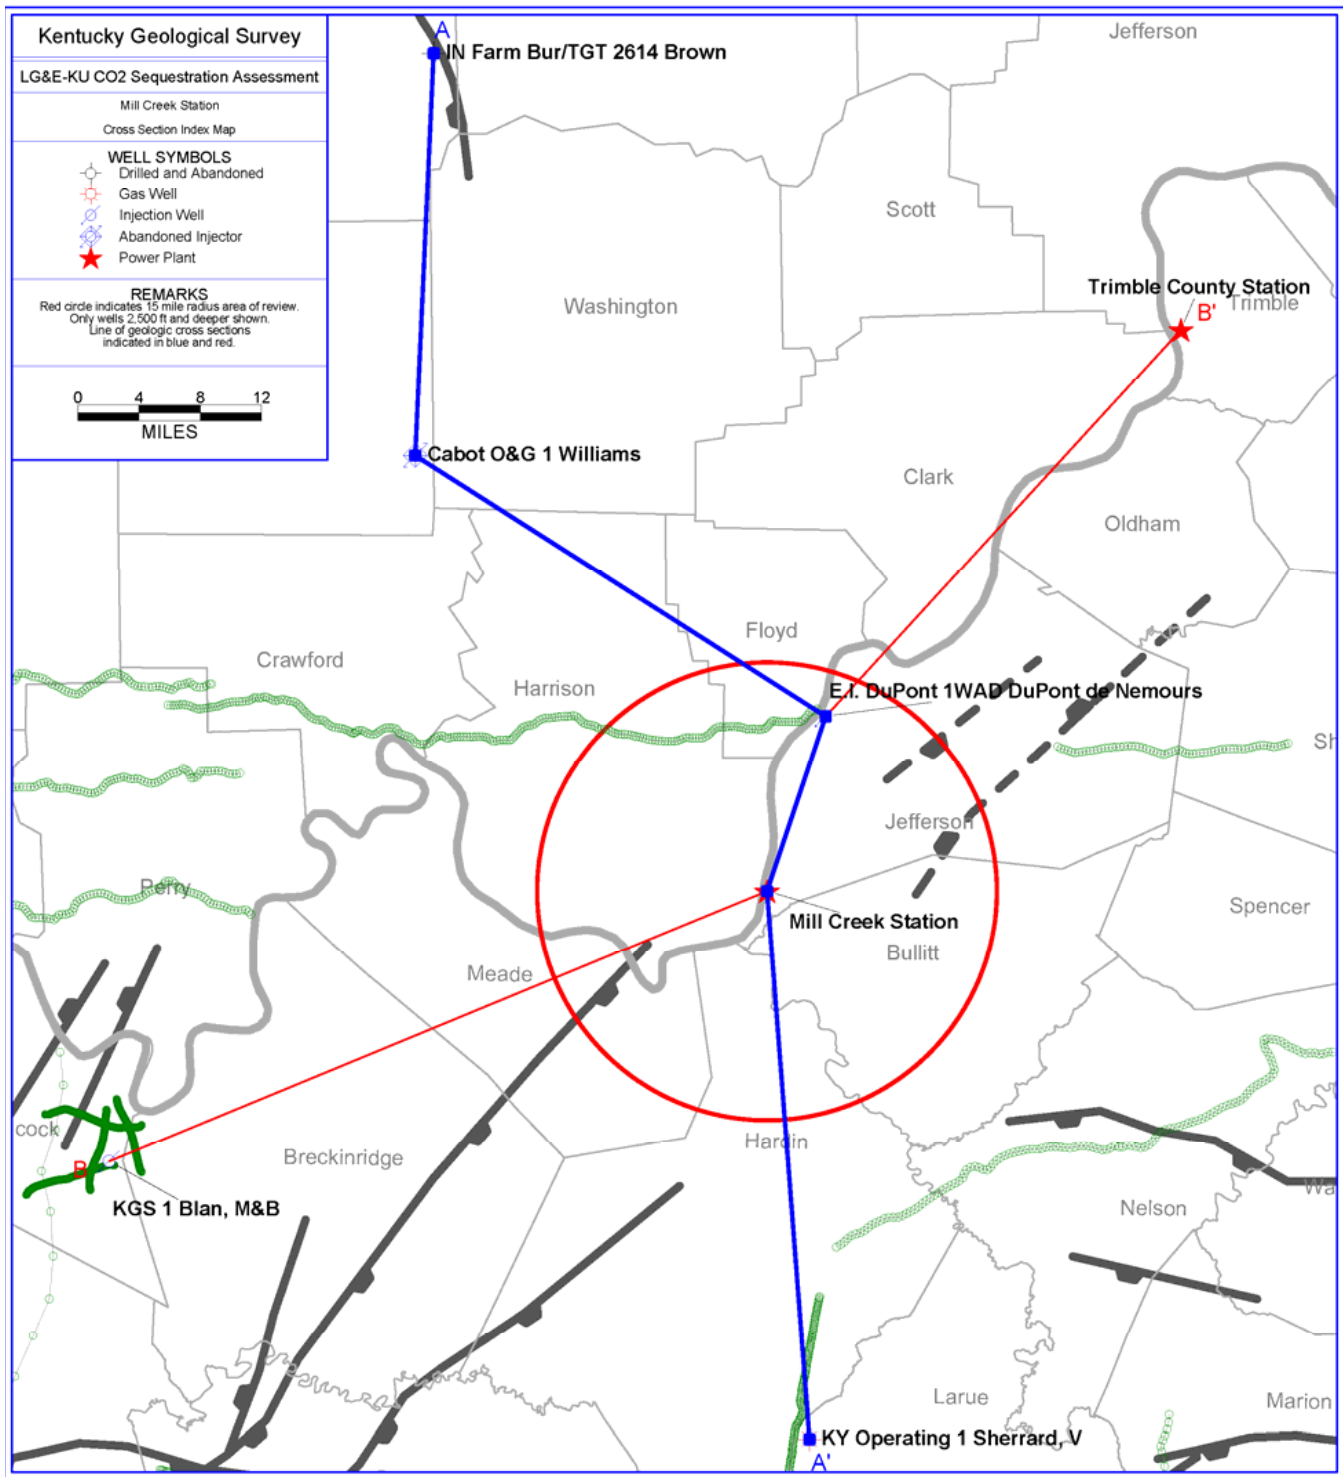 Kentucky Geological Survey
LG&E-KU CO2 Sequestration Assessment
Mill Creek Station
Cross Section Index Map
WELL SYMBOLS
Drilled and Abandoned
Gas Well
Injection Well
Abandoned Injector
Power Plant
REMARKS
Red circle indicates 15 mile radius area of review.
Only wells 2,500 ft and deeper shown.
Line of geologic cross sections
indicated in blue and red.
0 4 8 12
MILES
A
IN Farm Bur/TGT 2614 Brown
Jefferson
Scott
Washington
Trimble County Station
B'
Trimble
Cabot O&G 1 Williams
Clark
Oldham
Floyd
Crawford
Harrison
E.I. DuPont 1WAD DuPont de Nemours
Sh
Jefferson
Perry
Spencer
Mill Creek Station
Bullitt
Meade
cock
Hardin
Breckinridge
B
KGS 1 Blan, M&B
Wa
Nelson
Larue
Marion
KY Operating 1 Sherrard, V
A'